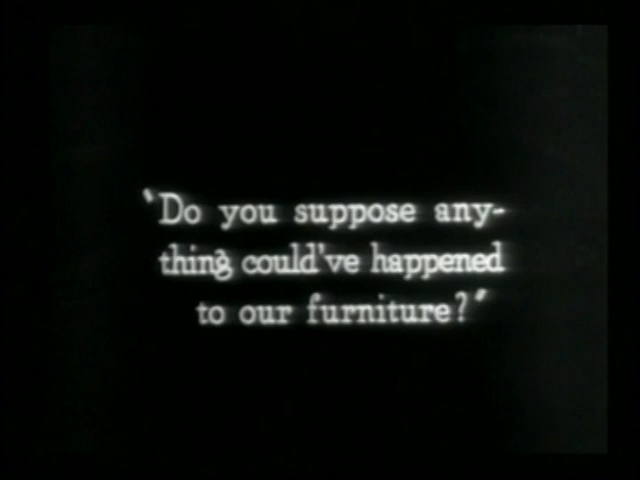 "Do you suppose any-
thing could've happened
to our furniture?"